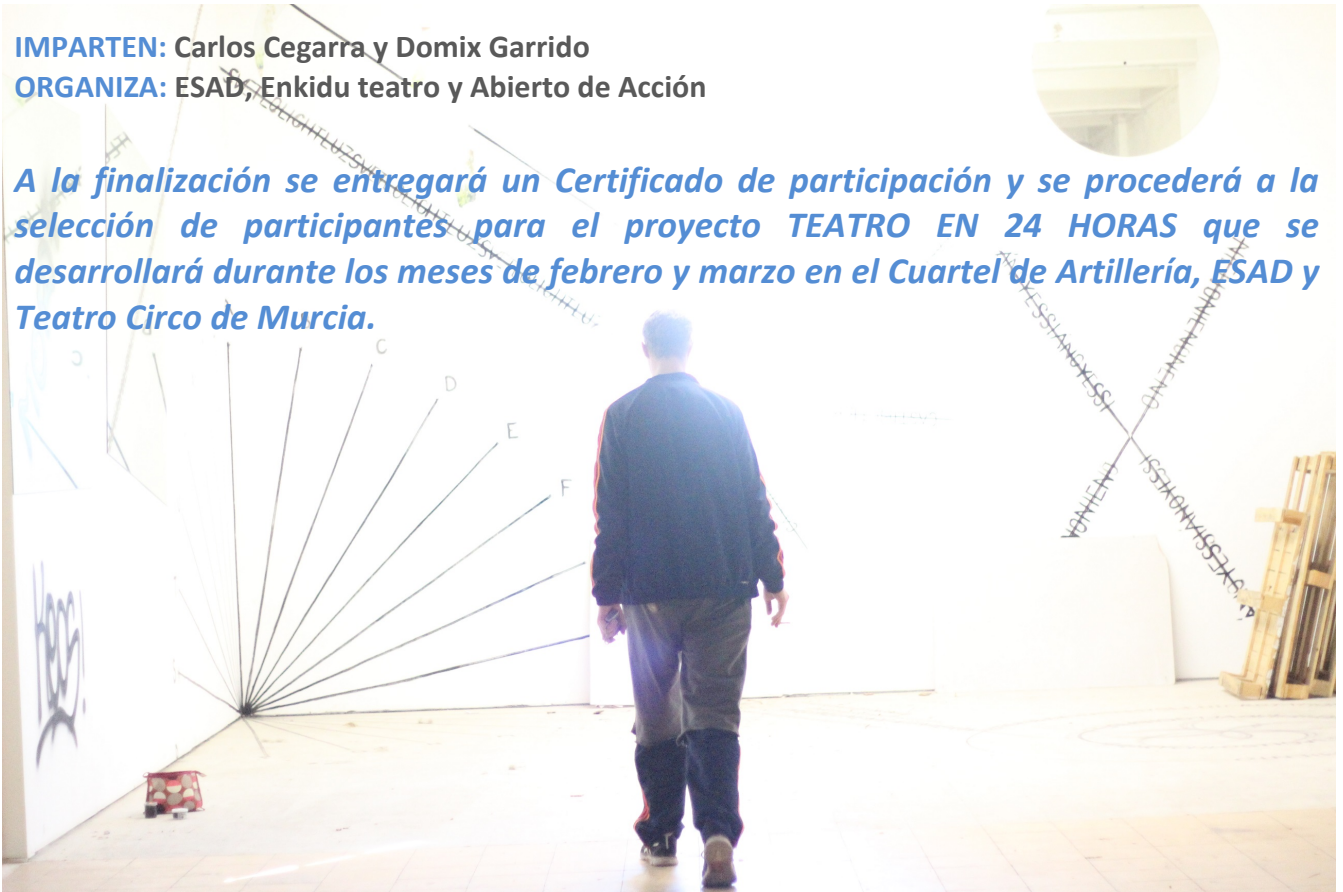 IMPARTEN: Carlos Cegarra y Domix Garrido
ORGANIZA: ESAD, Enkidu teatro y Abierto de Acción
A la finalización se entregará un Certificado de participación y se procederá a la
selección de participantes para el proyecto TEATRO EN 24 HORAS que se
desarrollará durante los meses de febrero y marzo en el Cuartel de Artillería, ESAD y
Teatro Circo de Murcia.
C
D
E
F